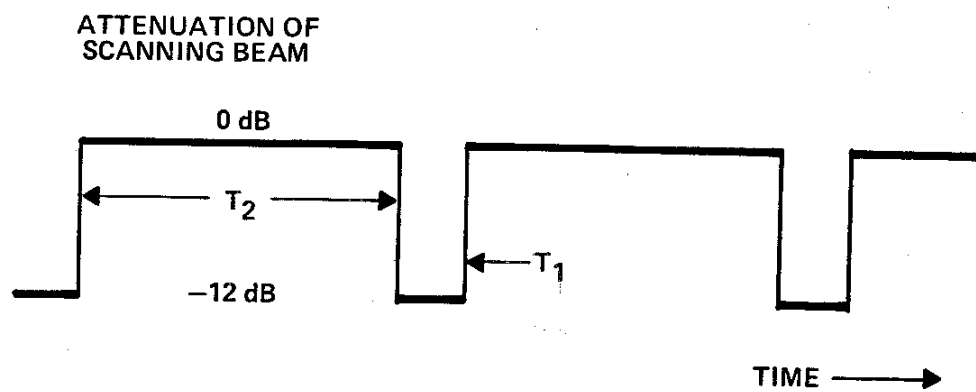 ATTENUATION OF
SCANNING BEAM
0 dB
T2
T1
−12 dB
TIME